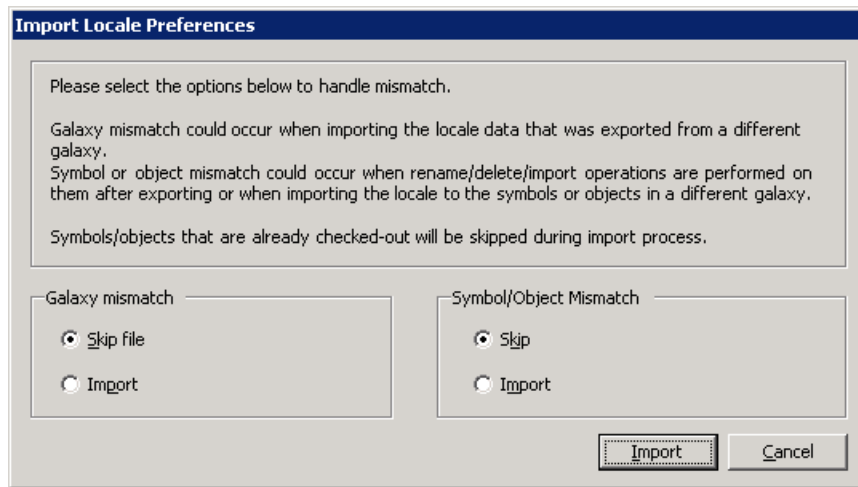 Import Locale Preferences
Please select the options below to handle mismatch.
Galaxy mismatch could occur when importing the locale data that was exported from a different
galaxy.
Symbol or object mismatch could occur when rename/delete/import operations are performed on
them after exporting or when importing the locale to the symbols or objects in a different galaxy.
Symbols/objects that are already checked-out will be skipped during import process.
Galaxy mismatch
Skip file
Import
Symbol/Object Mismatch
Skip
Import
Import
Cancel